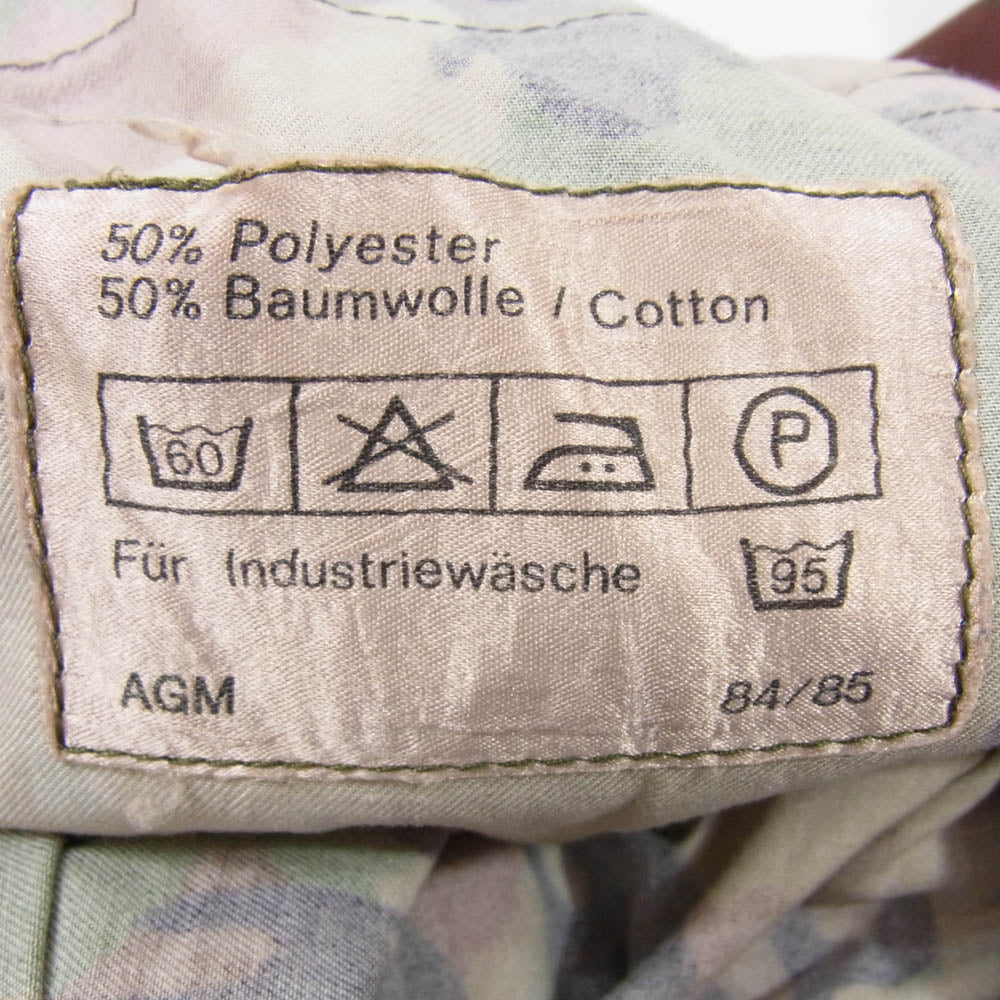 50% Polyester
50% Baumwolle / Cotton
60 P
Für Industriewäsche 95
AGM 84/85